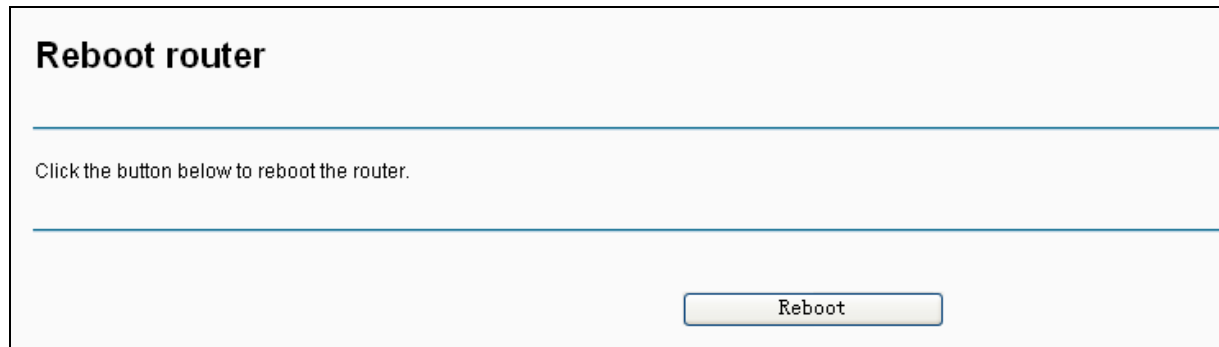 Reboot router
Click the button below to reboot the router.
Reboot